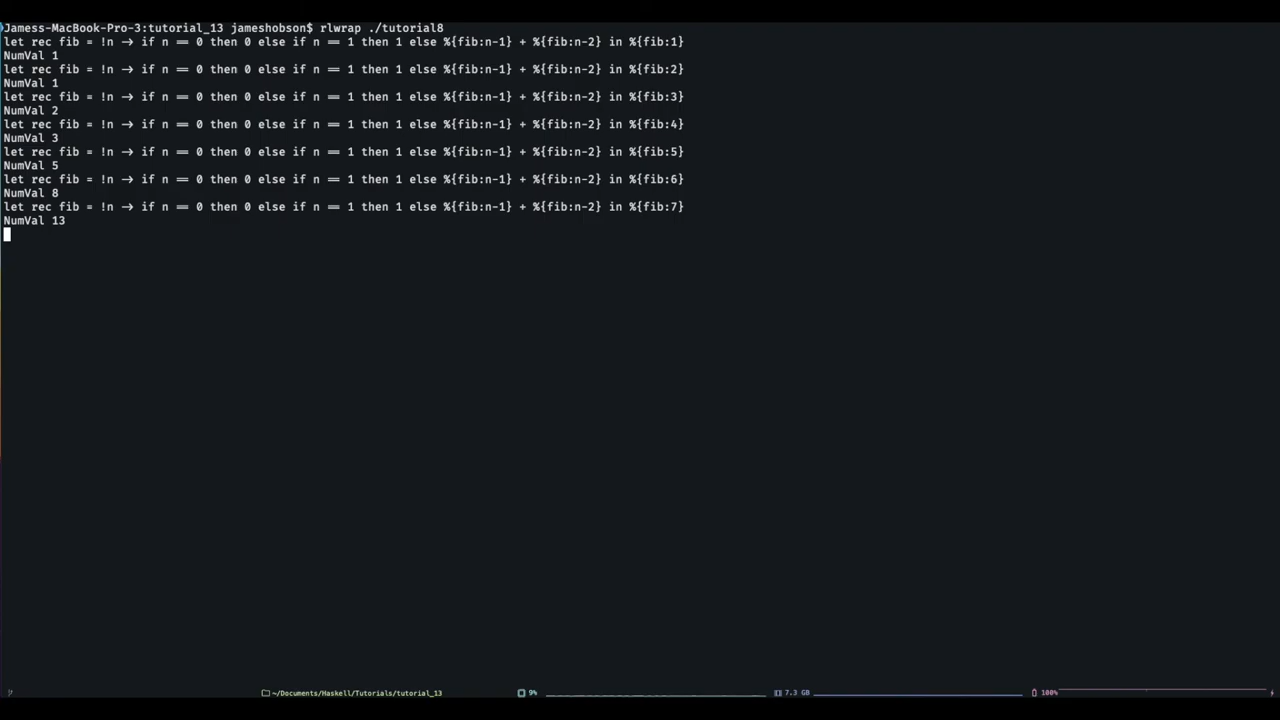 Jamess-MacBook-Pro-3:tutorial_13 jameshobson$ rlwrap ./tutorial8
let rec fib = !n -> if n == 0 then 0 else if n == 1 then 1 else %{fib:n-1} + %{fib:n-2} in %{fib:1}
NumVal 1
let rec fib = !n -> if n == 0 then 0 else if n == 1 then 1 else %{fib:n-1} + %{fib:n-2} in %{fib:2}
NumVal 1
let rec fib = !n -> if n == 0 then 0 else if n == 1 then 1 else %{fib:n-1} + %{fib:n-2} in %{fib:3}
NumVal 2
let rec fib = !n -> if n == 0 then 0 else if n == 1 then 1 else %{fib:n-1} + %{fib:n-2} in %{fib:4}
NumVal 3
let rec fib = !n -> if n == 0 then 0 else if n == 1 then 1 else %{fib:n-1} + %{fib:n-2} in %{fib:5}
NumVal 5
let rec fib = !n -> if n == 0 then 0 else if n == 1 then 1 else %{fib:n-1} + %{fib:n-2} in %{fib:6}
NumVal 8
let rec fib = !n -> if n == 0 then 0 else if n == 1 then 1 else %{fib:n-1} + %{fib:n-2} in %{fib:7}
NumVal 13
~/Documents/Haskell/Tutorials/tutorial_13 9% 7.3 GB 100%